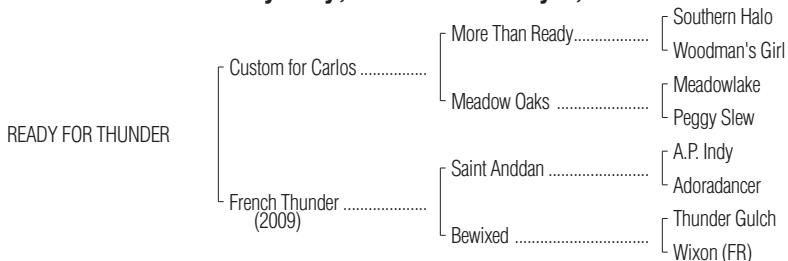 More Than Ready.................
Southern Halo
Woodman's Girl
Custom for Carlos ...............
Meadow Oaks ....................
Meadowlake
Peggy Slew
READY FOR THUNDER
French Thunder ...................
(2009)
Saint Anddan ......................
A.P. Indy
Adoradancer
Bewixed .............................
Thunder Gulch
Wixon (FR)